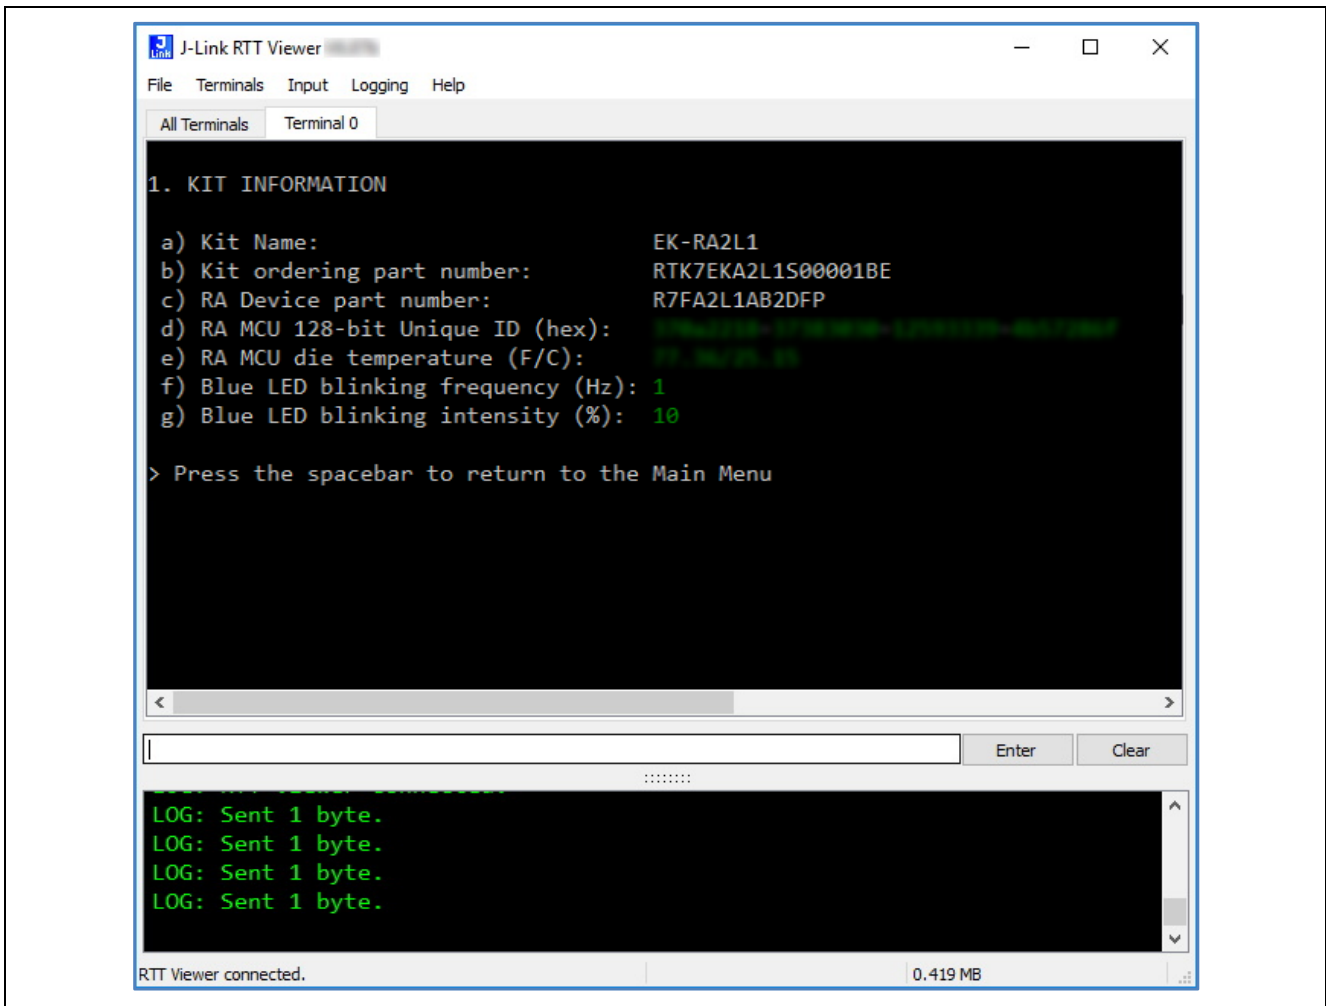 J-Link RTT Viewer
File Terminals Input Logging Help
All Terminals Terminal 0
1. KIT INFORMATION
a) Kit Name: EK-RA2L1
b) Kit ordering part number: RTK7EKA2L1S00001BE
c) RA Device part number: R7FA2L1AB2DFP
d) RA MCU 128-bit Unique ID (hex):
e) RA MCU die temperature (F/C):
f) Blue LED blinking frequency (Hz): 1
g) Blue LED blinking intensity (%): 10
> Press the spacebar to return to the Main Menu
Enter Clear
LOG: Sent 1 byte.
LOG: Sent 1 byte.
LOG: Sent 1 byte.
LOG: Sent 1 byte.
RTT Viewer connected. 0.419 MB